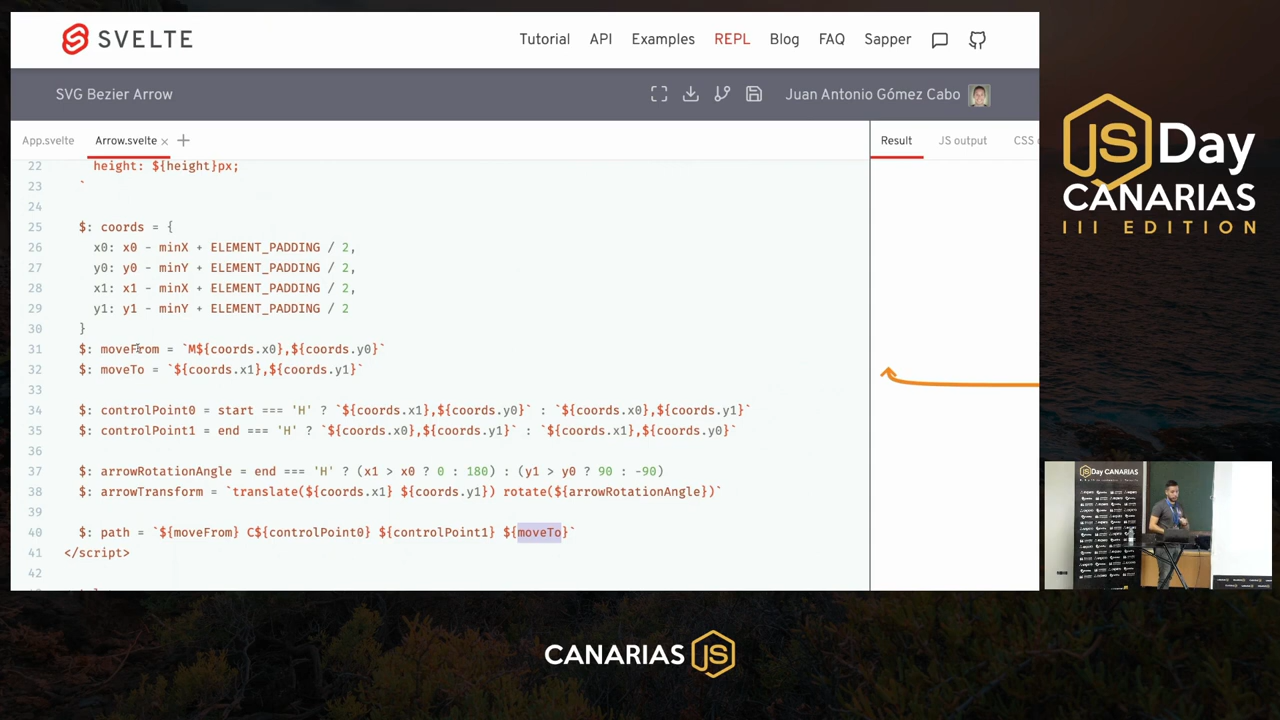 SVELTE
Tutorial API Examples REPL Blog FAQ Sapper
SVG Bezier Arrow
Juan Antonio Gómez Cabo
App.svelte Arrow.svelte × +
Result JS output CSS
22 height: ${height}px;
23 `
24
25 $: coords = {
26 x0: x0 - minX + ELEMENT_PADDING / 2,
27 y0: y0 - minY + ELEMENT_PADDING / 2,
28 x1: x1 - minX + ELEMENT_PADDING / 2,
29 y1: y1 - minY + ELEMENT_PADDING / 2
30 }
31 $: moveFrom = `M${coords.x0},${coords.y0}`
32 $: moveTo = `${coords.x1},${coords.y1}`
33
34 $: controlPoint0 = start === 'H' ? `${coords.x1},${coords.y0}` : `${coords.x0},${coords.y1}`
35 $: controlPoint1 = end === 'H' ? `${coords.x0},${coords.y1}` : `${coords.x1},${coords.y0}`
36
37 $: arrowRotationAngle = end === 'H' ? (x1 > x0 ? 0 : 180) : (y1 > y0 ? 90 : -90)
38 $: arrowTransform = `translate(${coords.x1} ${coords.y1}) rotate(${arrowRotationAngle})`
39
40 $: path = `${moveFrom} C${controlPoint0} ${controlPoint1} ${moveTo}`
41 </script>
42
JS Day
CANARIAS
III EDITION
JS Day CANARIAS
CANARIAS JS